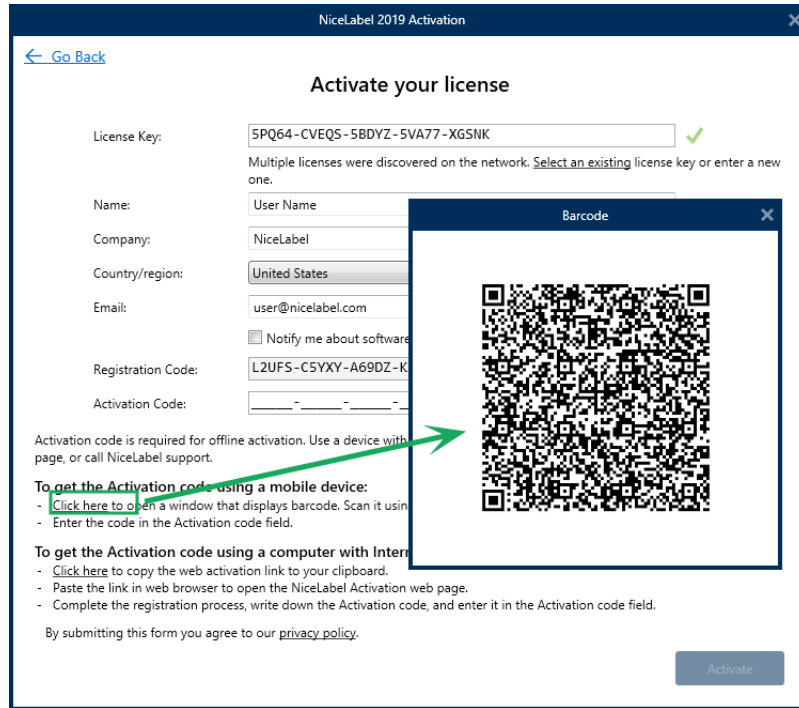 NiceLabel 2019 Activation
Go Back
Activate your license
License Key:
5PQ64-CVEQS-5BDYZ-5VA77-XGSNK
Multiple licenses were discovered on the network. Select an existing license key or enter a new
one.
Name:
User Name
Barcode
Company:
NiceLabel
Country/region:
United States
Email:
user@nicelabel.com
Notify me about software
Registration Code:
L2UFS-C5YXY-A69DZ-K
Activation Code:
_____-_____-_____-_
Activation code is required for offline activation. Use a device with
page, or call NiceLabel support.
To get the Activation code using a mobile device:
- Click here to open a window that displays barcode. Scan it using
- Enter the code in the Activation code field.
To get the Activation code using a computer with Inter
- Click here to copy the web activation link to your clipboard.
- Paste the link in web browser to open the NiceLabel Activation web page.
- Complete the registration process, write down the Activation code, and enter it in the Activation code field.
By submitting this form you agree to our privacy policy.
Activate